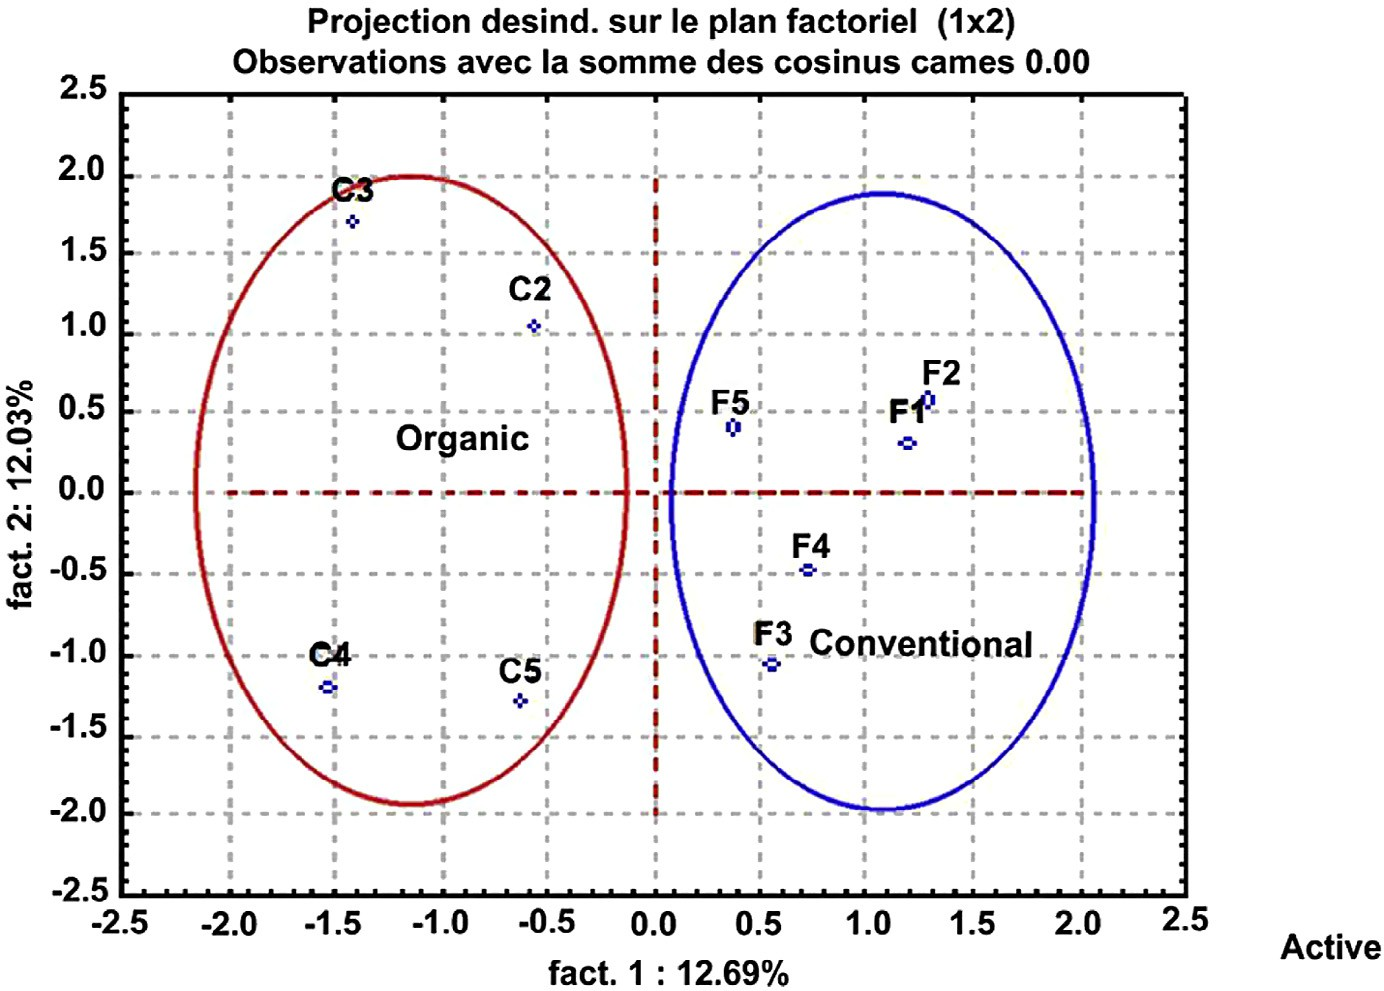 Projection desind. sur le plan factoriel (1x2)
Observations avec la somme des cosinus cames 0.00
2.5
2.0
1.5
1.0
0.5
0.0
-0.5
-1.0
-1.5
-2.0
-2.5
fact. 2: 12.03%
C3
C2
Organic
C4
C5
F2
F5
F1
F4
F3
Conventional
-2.5 -2.0 -1.5 -1.0 -0.5 0.0 0.5 1.0 1.5 2.0 2.5
fact. 1 : 12.69%
Active